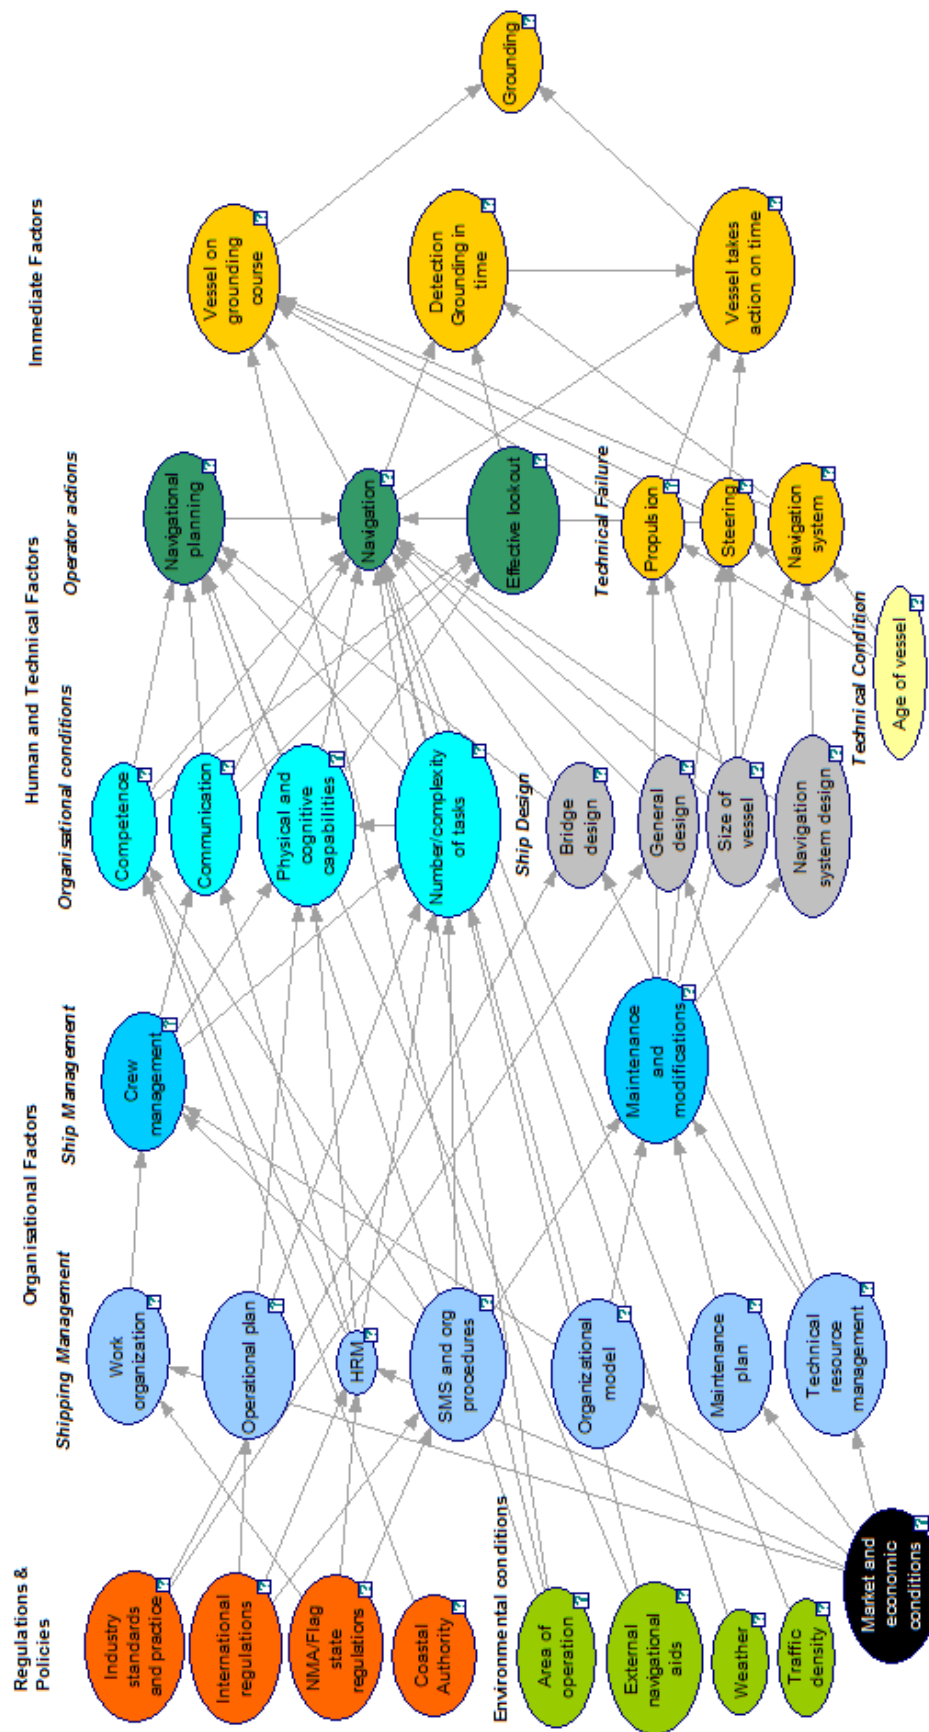 Regulations &
Policies
Organisational Factors
Shipping Management
Ship Management
Human and Technical Factors
Organisational conditions
Operator actions
Immediate Factors
Industry
standards
and practice
International
regulations
NMA/Flag
state
regulations
Coastal
Authority
Environmental conditions
Area of
operation
External
navigational
aids
Weather
Traffic
density
Market and
economic
conditions
Work
organization
Operational plan
HRM
SMS and org
procedures
Organizational
model
Maintenance
plan
Technical
resource
management
Crew
management
Maintenance
and
modifications
Competence
Communication
Physical and
cognitive
capabilities
Number/complexity
of tasks
Ship Design
Bridge
design
General
design
Size of
vessel
Navigation
system design
Technical Condition
Age of vessel
Navigational
planning
Navigation
Effective lookout
Technical Failure
Propulsion
Steering
Navigation
system
Vessel on
grounding
course
Detection
Grounding in
time
Vessel takes
action on time
Grounding